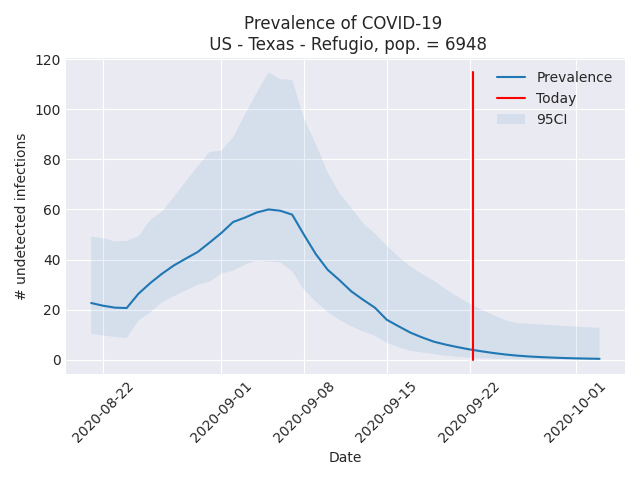 Prevalence of COVID-19
US - Texas - Refugio, pop. = 6948
# undetected infections
120
100
80
60
40
20
0
Prevalence
Today
95CI
2020-08-22
2020-09-01
2020-09-08
2020-09-15
2020-09-22
2020-10-01
Date